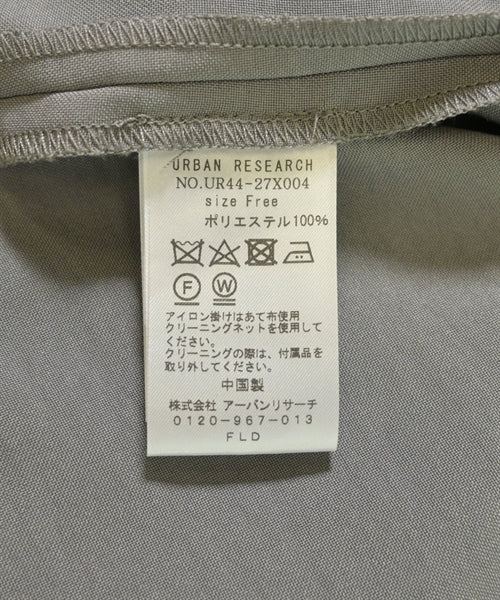 URBAN RESEARCH
NO.UR44-27X004
size Free
ポリエステル100%
F W
アイロン掛けはあて布使用
クリーニングネットを使用して
ください。
クリーニングの際は、付属品を
取り外してください。
中国製
株式会社 アーバンリサーチ
0120-967-013
FLD